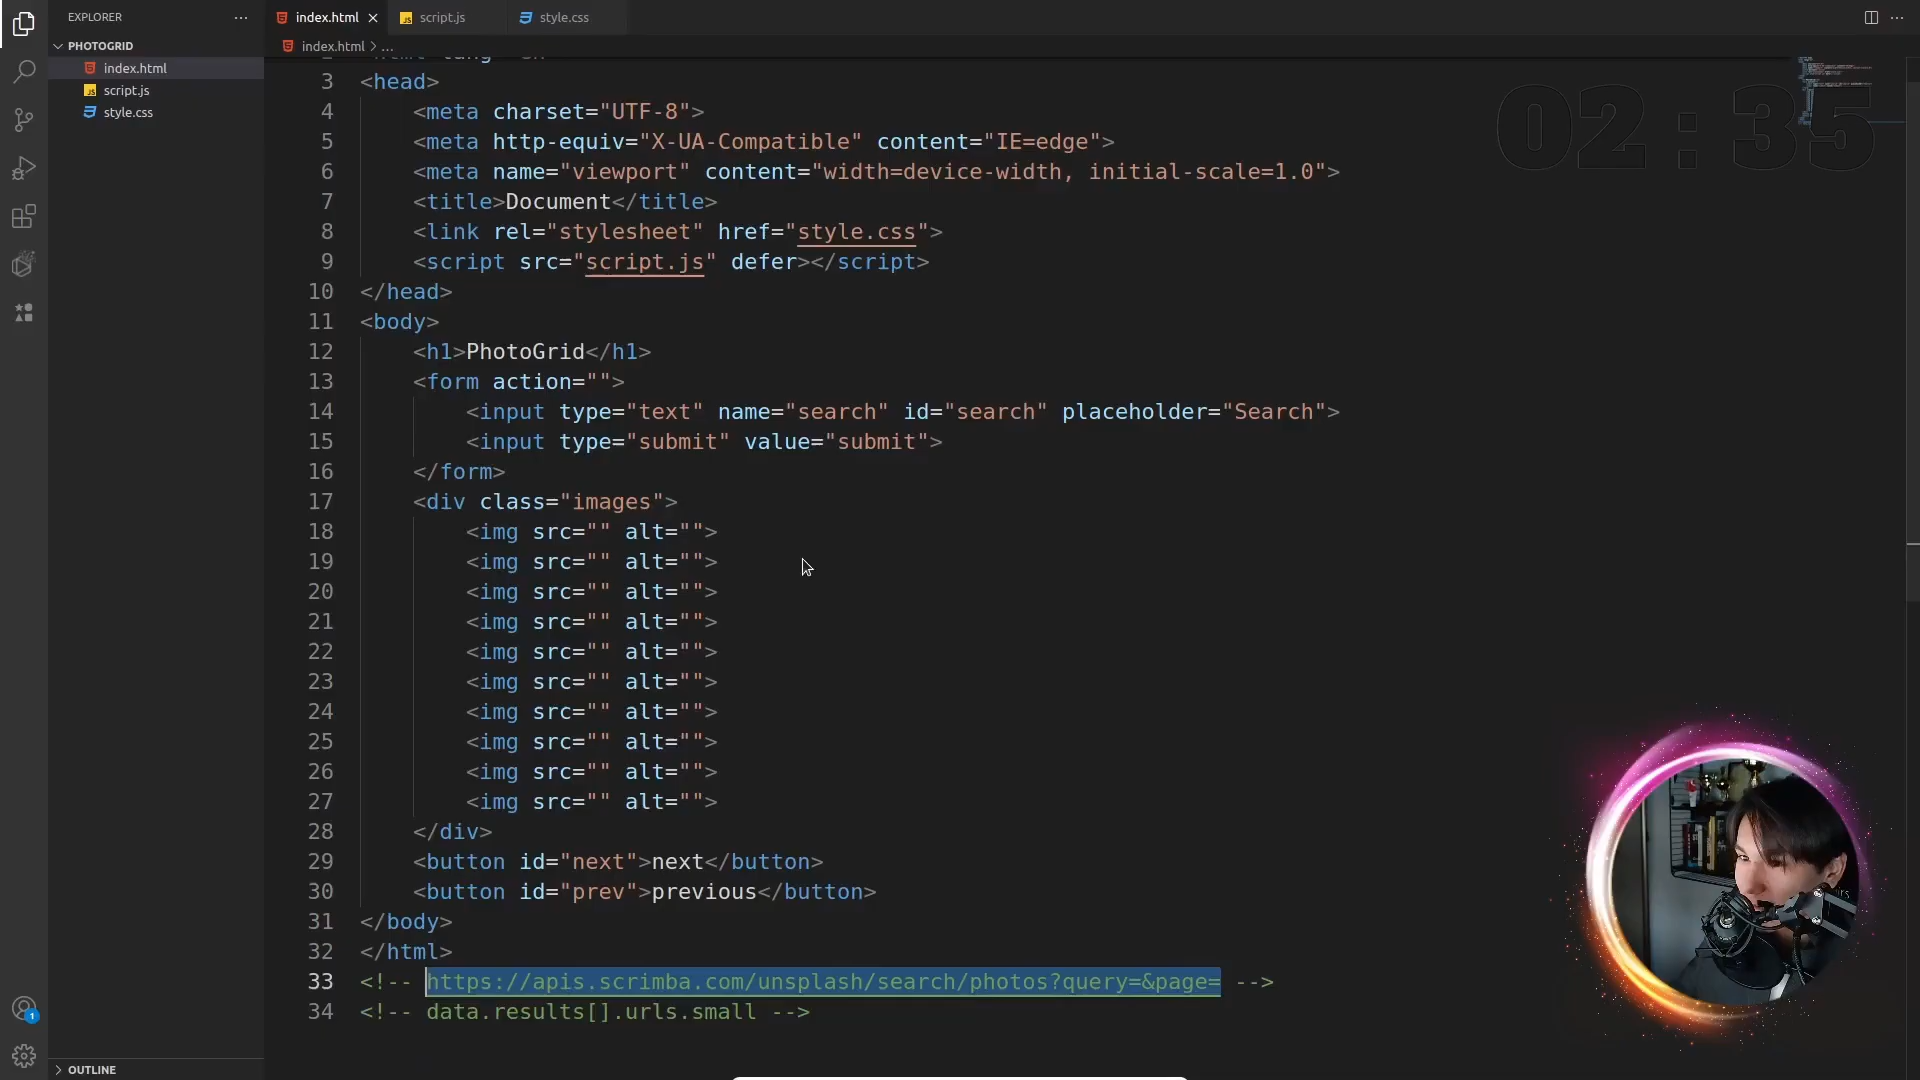 EXPLORER
PHOTOGRID
index.html
script.js
style.css
OUTLINE
1
index.html
script.js
style.css
index.html > ...
02:35
3 <head>
4 <meta charset="UTF-8">
5 <meta http-equiv="X-UA-Compatible" content="IE=edge">
6 <meta name="viewport" content="width=device-width, initial-scale=1.0">
7 <title>Document</title>
8 <link rel="stylesheet" href="style.css">
9 <script src="script.js" defer></script>
10 </head>
11 <body>
12 <h1>PhotoGrid</h1>
13 <form action="">
14 <input type="text" name="search" id="search" placeholder="Search">
15 <input type="submit" value="submit">
16 </form>
17 <div class="images">
18 <img src="" alt="">
19 <img src="" alt="">
20 <img src="" alt="">
21 <img src="" alt="">
22 <img src="" alt="">
23 <img src="" alt="">
24 <img src="" alt="">
25 <img src="" alt="">
26 <img src="" alt="">
27 <img src="" alt="">
28 </div>
29 <button id="next">next</button>
30 <button id="prev">previous</button>
31 </body>
32 </html>
33 <!-- https://apis.scrimba.com/unsplash/search/photos?query=&page= -->
34 <!-- data.results[].urls.small -->